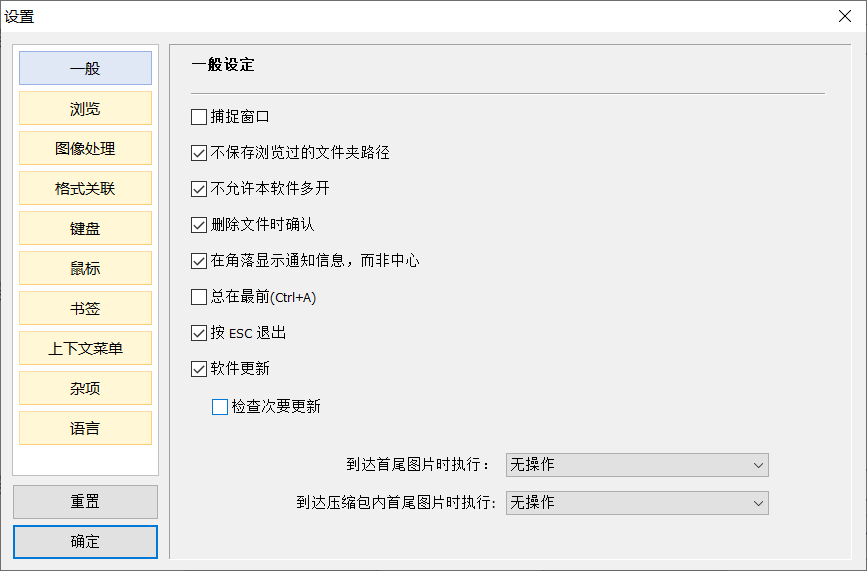 设置
一般
浏览
图像处理
格式关联
键盘
鼠标
书签
上下文菜单
杂项
语言
重置
确定
一般设定
捕捉窗口
不保存浏览过的文件夹路径
不允许本软件多开
删除文件时确认
在角落显示通知信息，而非中心
总在最前(Ctrl+A)
按 ESC 退出
软件更新
检查次要更新
到达首尾图片时执行： 无操作
到达压缩包内首尾图片时执行: 无操作